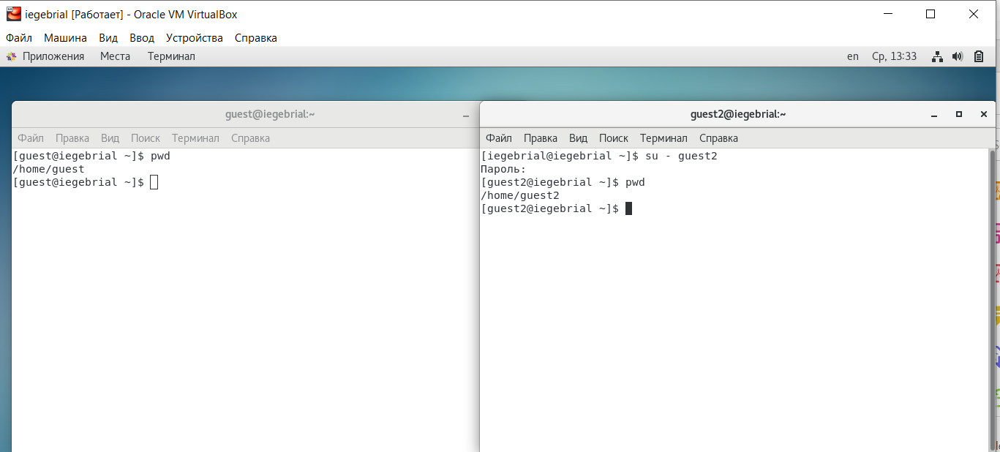 iegebrial [Работает] - Oracle VM VirtualBox
Файл Машина Вид Ввод Устройства Справка
Приложения Места Терминал en Ср, 13:33
guest@iegebrial:~
Файл Правка Вид Поиск Терминал Справка
[guest@iegebrial ~]$ pwd
/home/guest
[guest@iegebrial ~]$
guest2@iegebrial:~
Файл Правка Вид Поиск Терминал Справка
[iegebrial@iegebrial ~]$ su - guest2
Пароль:
[guest2@iegebrial ~]$ pwd
/home/guest2
[guest2@iegebrial ~]$